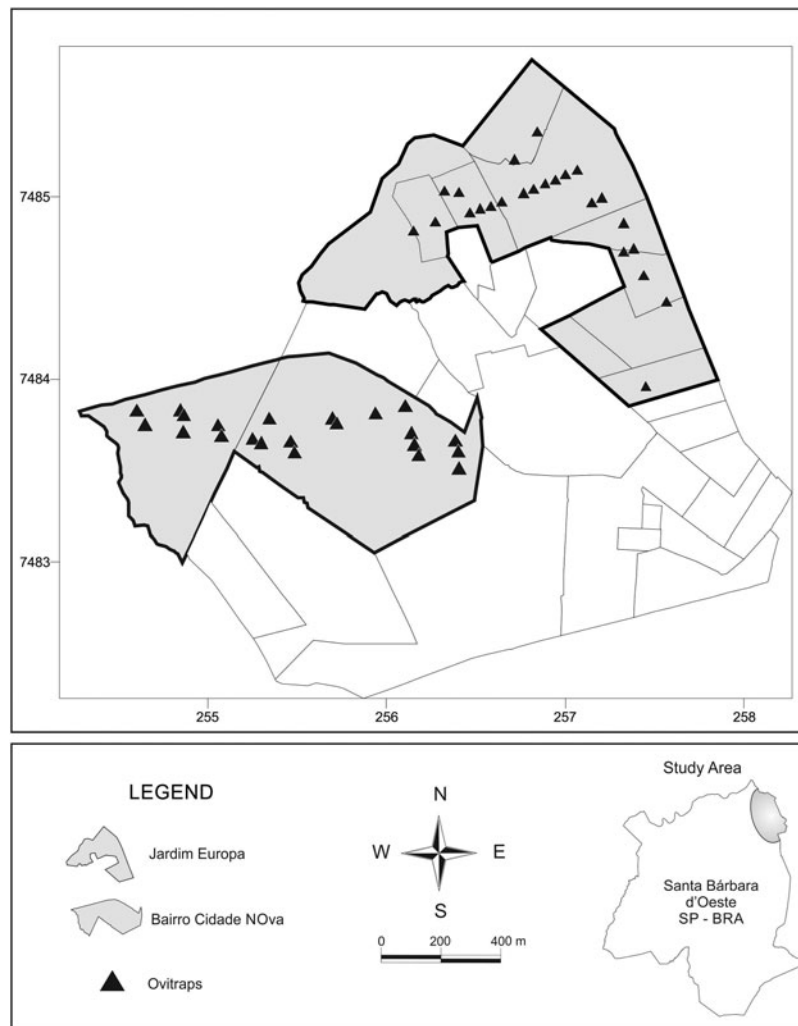 7485
7484
7483
255 256 257 258
LEGEND
Jardim Europa
Bairro Cidade NOva
Ovitraps
N
W E
S
0 200 400 m
Study Area
Santa Bárbara
d'Oeste
SP - BRA